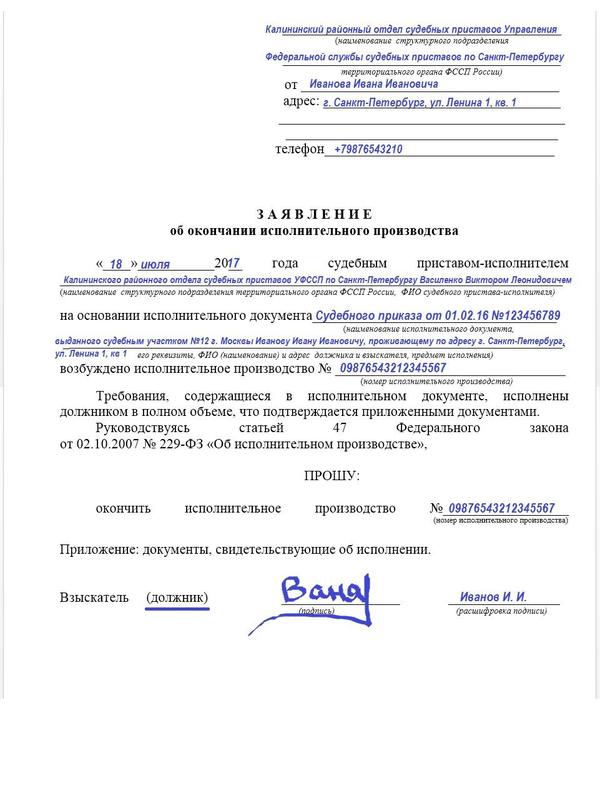 Калининский районный отдел судебных приставов Управления
(наименование структурного подразделения
Федеральной службы судебных приставов по Санкт-Петербургу
территориального органа ФССП России)
от Иванова Ивана Ивановича
адрес: г. Санкт-Петербург, ул. Ленина 1, кв. 1
телефон +79876543210
З А Я В Л Е Н И Е
об окончании исполнительного производства
« 18 » июля 2017 года судебным приставом-исполнителем
Калининского районного отдела судебных приставов УФССП по Санкт-Петербургу Василенко Виктором Леонидовичем
(наименование структурного подразделения территориального органа ФССП России, ФИО судебного пристава-исполнителя)
на основании исполнительного документа Судебного приказа от 01.02.16 №123456789
(наименование исполнительного документа,
выданного судебным участком №12 г. Москвы Иванову Ивану Ивановичу, проживающему по адресу г. Санкт-Петербург,
ул. Ленина 1, кв 1 его реквизиты, ФИО (наименование) и адрес должника и взыскателя, предмет исполнения)
возбуждено исполнительное производство № 09876543212345567
(номер исполнительного производства)
Требования, содержащиеся в исполнительном документе, исполнены
должником в полном объеме, что подтверждается приложенными документами.
Руководствуясь статьей 47 Федерального закона
от 02.10.2007 № 229-ФЗ «Об исполнительном производстве»,
ПРОШУ:
окончить исполнительное производство № 09876543212345567
(номер исполнительного производства)
Приложение: документы, свидетельствующие об исполнении.
Взыскатель (должник) Ваня Иванов И. И.
(подпись) (расшифровка подписи)